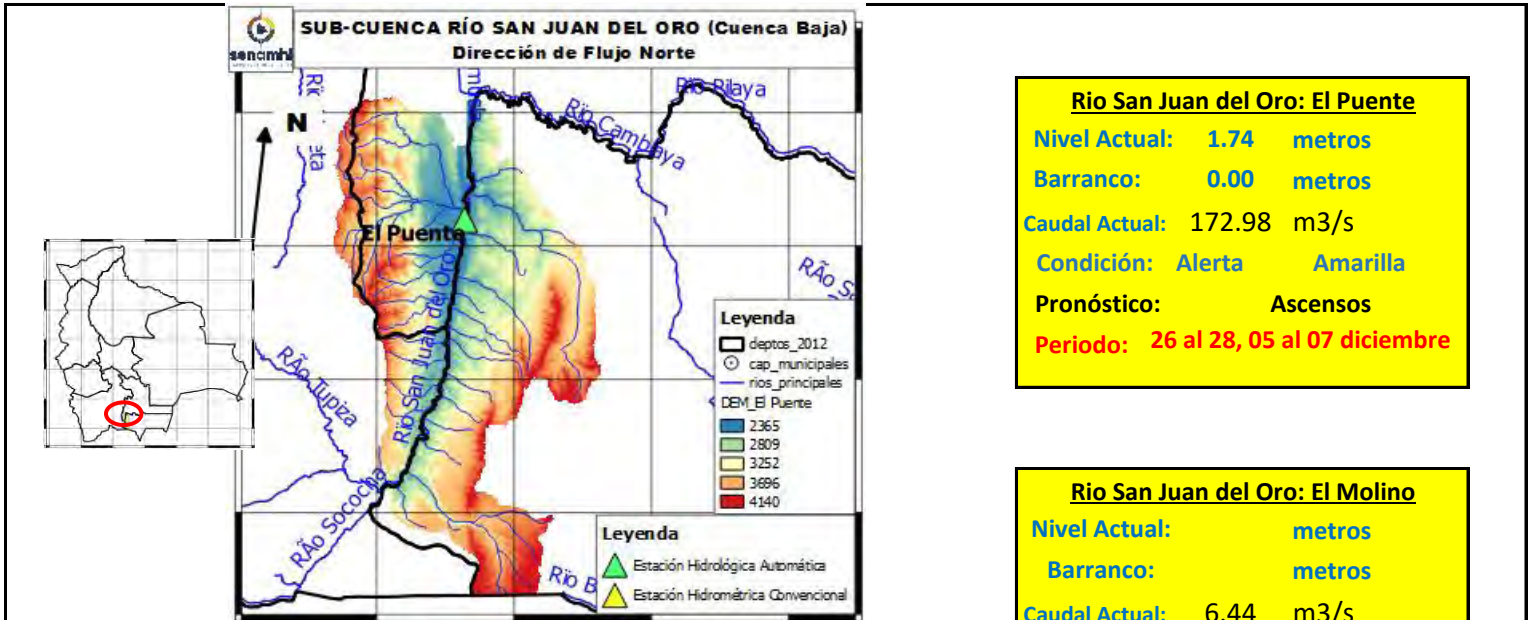 senamhi
SUB-CUENCA RÍO SAN JUAN DEL ORO (Cuenca Baja)
Dirección de Flujo Norte
Río Pilaya
Rïo Camblaya
N
El Puente
RÃo S
Rïo San Juan del Oro
RÃo Tupiza
RÃo Sococha
Rïo B
Leyenda
deptos_2012
cap_municipales
rios_principales
DEM_El Puente
2365
2809
3252
3696
4140
Leyenda
Estación Hidrológica Automática
Estación Hidrométrica Convencional
Rio San Juan del Oro: El Puente
Nivel Actual: 1.74 metros
Barranco: 0.00 metros
Caudal Actual: 172.98 m3/s
Condición: Alerta Amarilla
Pronóstico: Ascensos
Periodo: 26 al 28, 05 al 07 diciembre
Rio San Juan del Oro: El Molino
Nivel Actual: metros
Barranco: metros
Caudal Actual: 6.44 m3/s